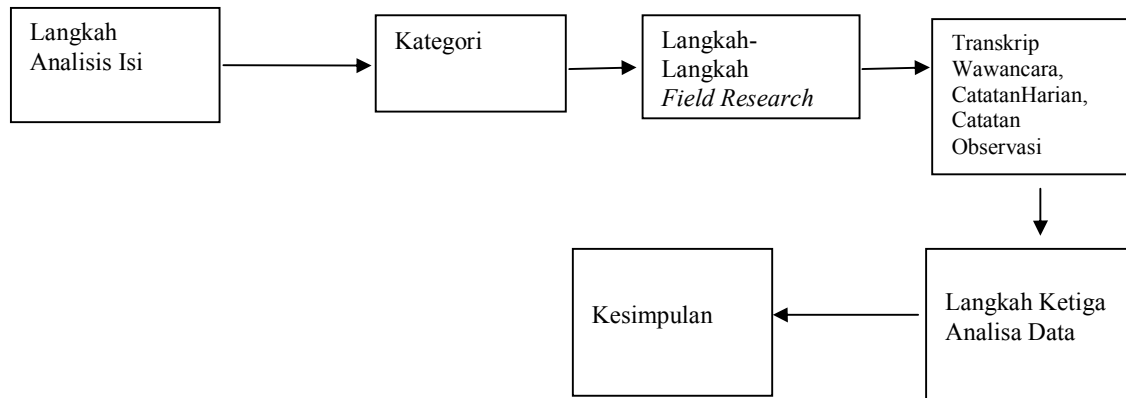 Langkah
Analisis Isi
Kategori
Langkah-
Langkah
Field Research
Transkrip
Wawancara,
CatatanHarian,
Catatan
Observasi
Langkah Ketiga
Analisa Data
Kesimpulan